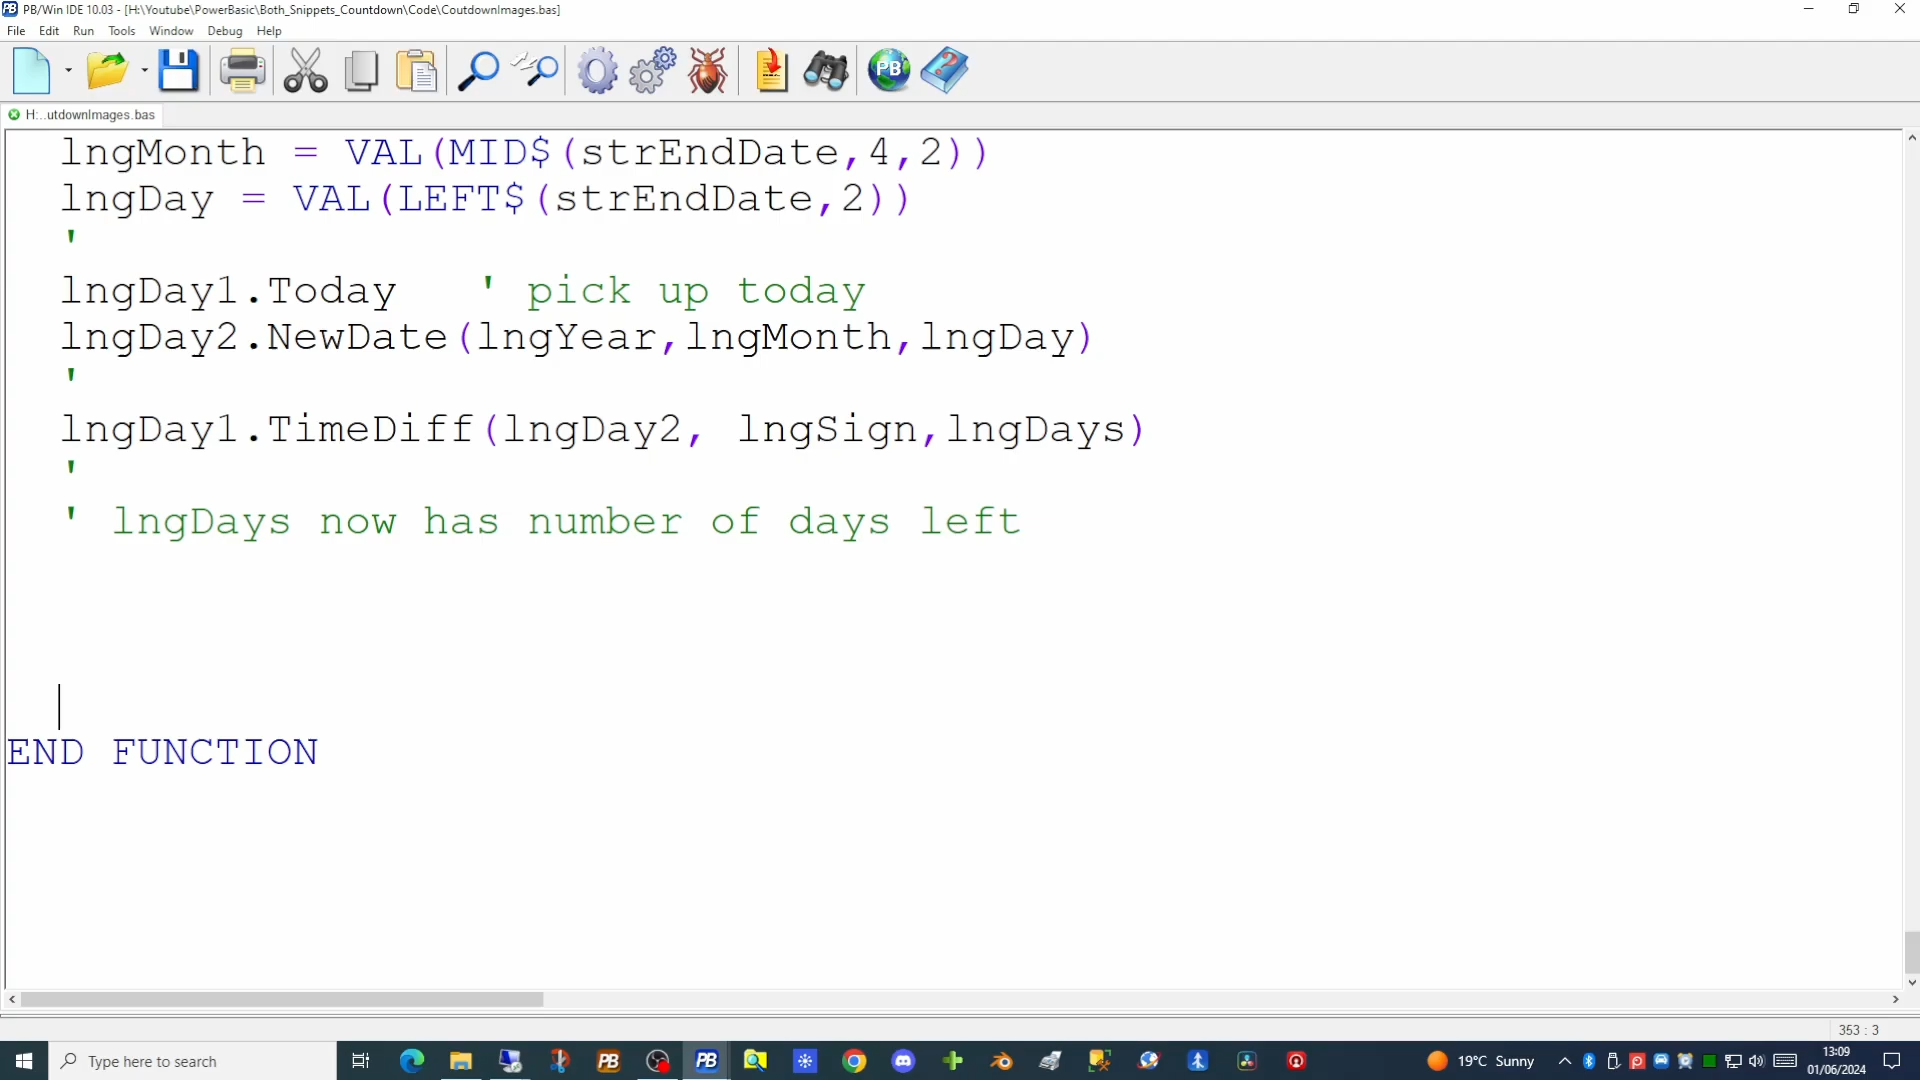 PB/Win IDE 10.03 - [H:\Youtube\PowerBasic\Both_Snippets_Countdown\Code\CoutdownImages.bas]
File Edit Run Tools Window Debug Help
PB
H:..utdownImages.bas
lngMonth = VAL(MID$(strEndDate,4,2))
lngDay = VAL(LEFT$(strEndDate,2))
'
lngDay1.Today ' pick up today
lngDay2.NewDate(lngYear,lngMonth,lngDay)
'
lngDay1.TimeDiff(lngDay2, lngSign,lngDays)
'
' lngDays now has number of days left
END FUNCTION
353 : 3
Type here to search
PB
PB
19°C Sunny
13:09
01/06/2024